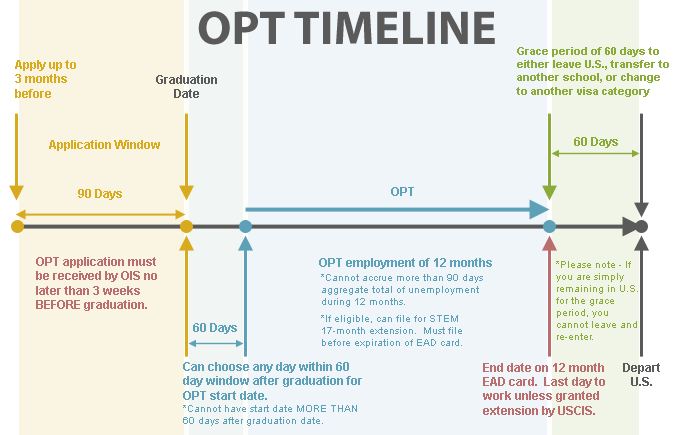 OPT TIMELINE
Apply up to
3 months
before
Graduation
Date
Grace period of 60 days to
either leave U.S., transfer to
another school, or change
to another visa category
Application Window
60 Days
90 Days
OPT
OPT application must
be received by OIS no
later than 3 weeks
BEFORE graduation.
OPT employment of 12 months
*Cannot accrue more than 90 days
aggregate total of unemployment
during 12 months.
*If eligible, can file for STEM
17-month extension. Must file
before expiration of EAD card.
*Please note - If
you are simply
remaining in U.S.
for the grace
period, you
cannot leave and
re-enter.
60 Days
Can choose any day within 60
day window after graduation for
OPT start date.
*Cannot have start date MORE THAN
60 days after graduation date.
End date on 12 month
EAD card. Last day to
work unless granted
extension by USCIS.
Depart
U.S.